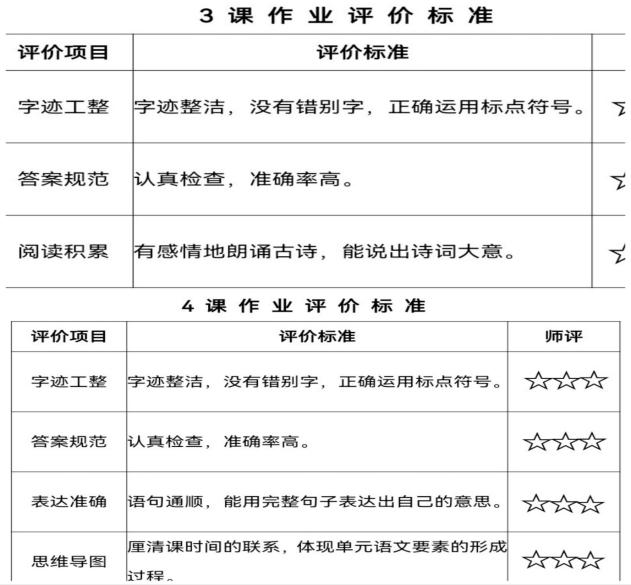 3课作业评价标准
评价项目 评价标准
字迹工整 字迹整洁，没有错别字，正确运用标点符号。 ☆
答案规范 认真检查，准确率高。 ☆
阅读积累 有感情地朗诵古诗，能说出诗词大意。 ☆
4课作业评价标准
评价项目 评价标准 师评
字迹工整 字迹整洁，没有错别字，正确运用标点符号。 ☆☆☆
答案规范 认真检查，准确率高。 ☆☆☆
表达准确 语句通顺，能用完整句子表达出自己的意思。 ☆☆☆
思维导图 厘清课时间的联系，体现单元语文要素的形成 ☆☆☆
过程。